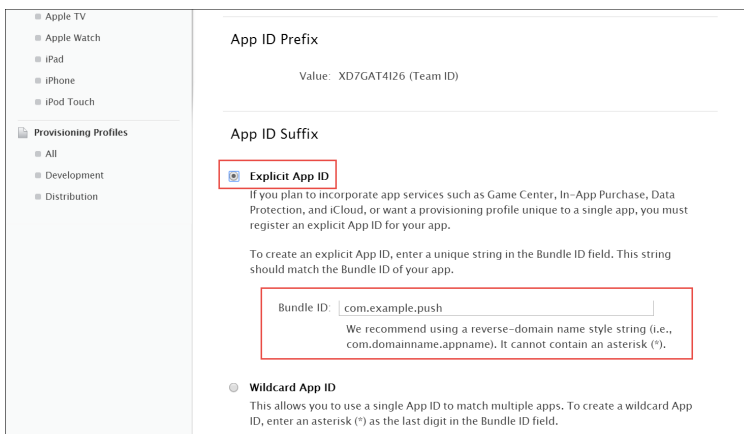 Apple TV
Apple Watch
iPad
iPhone
iPod Touch
Provisioning Profiles
All
Development
Distribution
App ID Prefix
Value: XD7GAT4I26 (Team ID)
App ID Suffix
Explicit App ID
If you plan to incorporate app services such as Game Center, In-App Purchase, Data
Protection, and iCloud, or want a provisioning profile unique to a single app, you must
register an explicit App ID for your app.
To create an explicit App ID, enter a unique string in the Bundle ID field. This string
should match the Bundle ID of your app.
Bundle ID: com.example.push
We recommend using a reverse-domain name style string (i.e.,
com.domainname.appname). It cannot contain an asterisk (*).
Wildcard App ID
This allows you to use a single App ID to match multiple apps. To create a wildcard App
ID, enter an asterisk (*) as the last digit in the Bundle ID field.